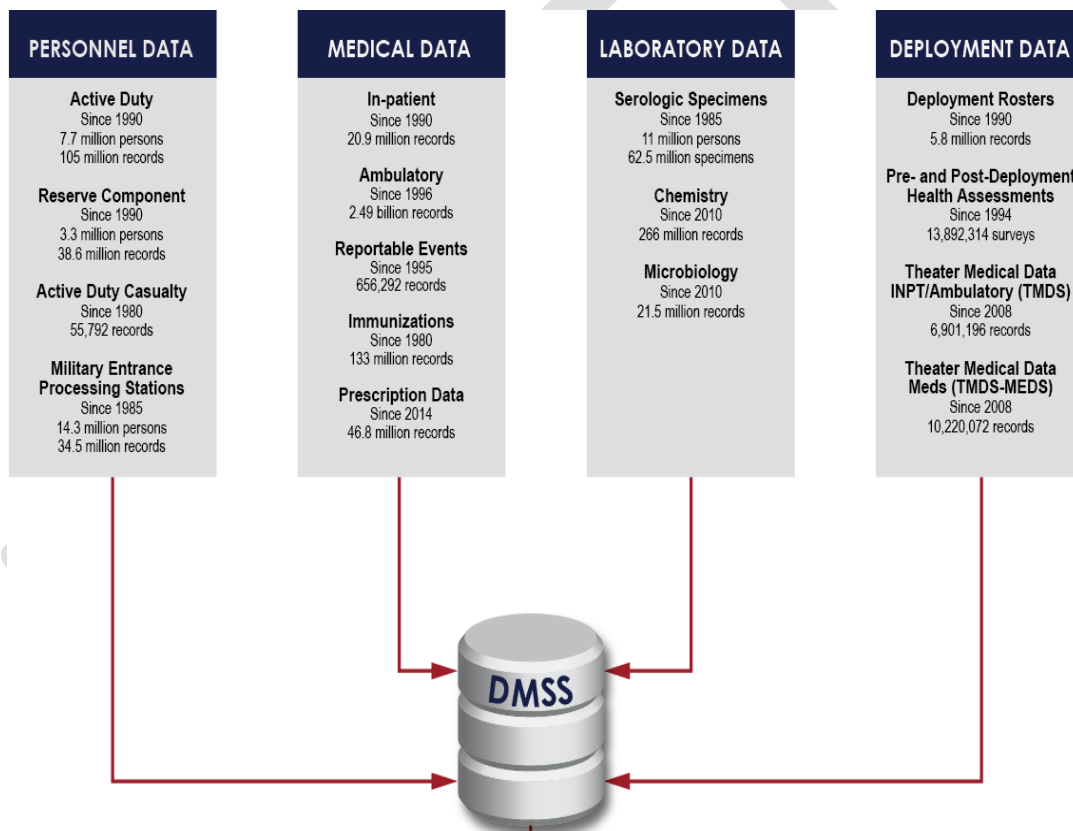 PERSONNEL DATA
Active Duty
Since 1990
7.7 million persons
105 million records
Reserve Component
Since 1990
3.3 million persons
38.6 million records
Active Duty Casualty
Since 1980
55,792 records
Military Entrance
Processing Stations
Since 1985
14.3 million persons
34.5 million records
MEDICAL DATA
In-patient
Since 1990
20.9 million records
Ambulatory
Since 1996
2.49 billion records
Reportable Events
Since 1995
656,292 records
Immunizations
Since 1980
133 million records
Prescription Data
Since 2014
46.8 million records
LABORATORY DATA
Serologic Specimens
Since 1985
11 million persons
62.5 million specimens
Chemistry
Since 2010
266 million records
Microbiology
Since 2010
21.5 million records
DEPLOYMENT DATA
Deployment Rosters
Since 1990
5.8 million records
Pre- and Post-Deployment
Health Assessments
Since 1994
13,892,314 surveys
Theater Medical Data
INPT/Ambulatory (TMDS)
Since 2008
6,901,196 records
Theater Medical Data
Meds (TMDS-MEDS)
Since 2008
10,220,072 records
DMSS